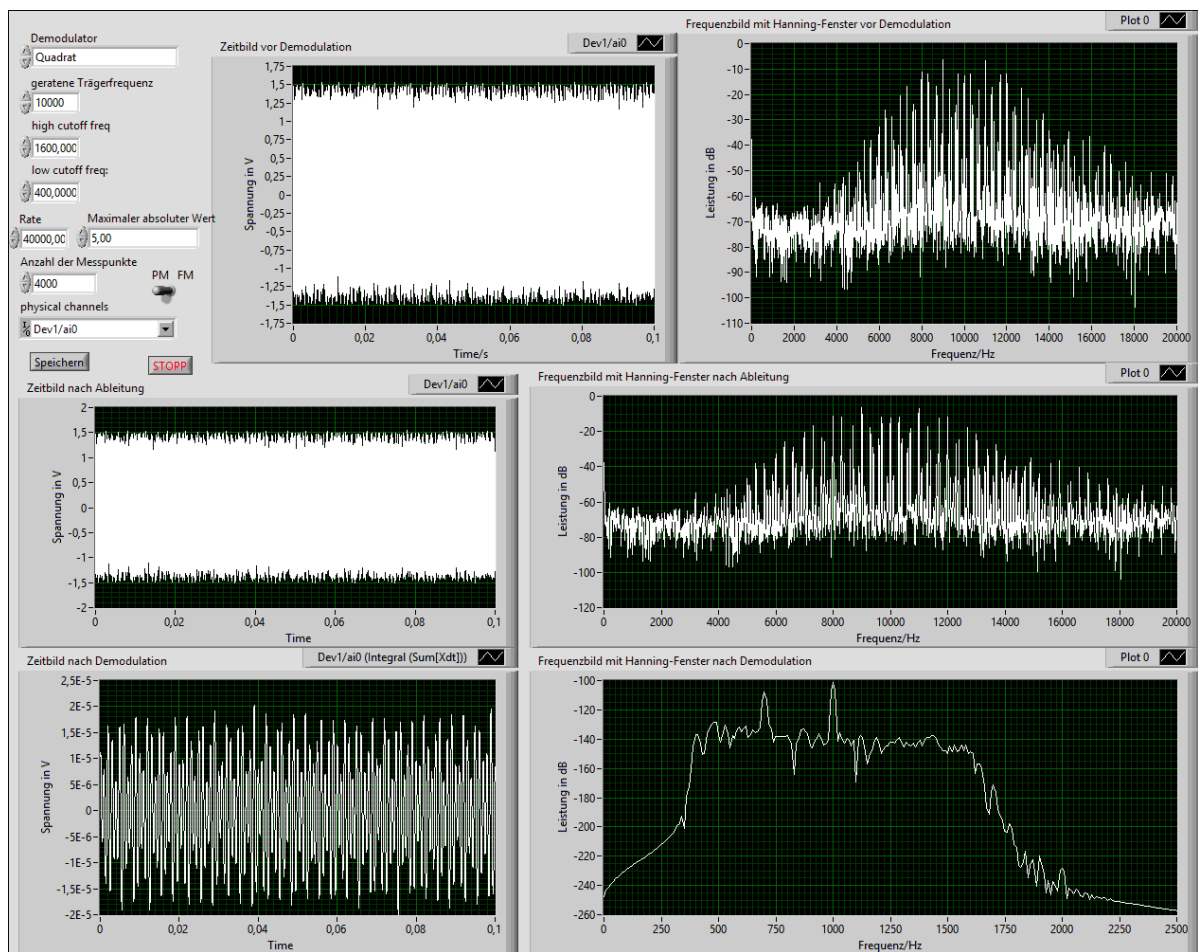 Demodulator
Quadrat
geratene Trägerfrequenz
10000
high cutoff freq
1600,000
low cutoff freq:
400,0000
Rate
Maximaler absoluter Wert
40000,00
5,00
Anzahl der Messpunkte
4000
PM FM
physical channels
Dev1/ai0
Speichern
STOPP
Zeitbild vor Demodulation
Dev1/ai0
Spannung in V
1,75
1,5
1,25
1
0,75
0,5
0,25
0
-0,25
-0,5
-0,75
-1
-1,25
-1,5
-1,75
0 0,02 0,04 0,06 0,08 0,1
Time/s
Frequenzbild mit Hanning-Fenster vor Demodulation
Plot 0
Leistung in dB
0
-10
-20
-30
-40
-50
-60
-70
-80
-90
-100
-110
0 2000 4000 6000 8000 10000 12000 14000 16000 18000 20000
Frequenz/Hz
Zeitbild nach Ableitung
Dev1/ai0
Spannung in V
2
1,5
1
0,5
0
-0,5
-1
-1,5
-2
0 0,02 0,04 0,06 0,08 0,1
Time
Frequenzbild mit Hanning-Fenster nach Ableitung
Plot 0
Leistung in dB
0
-20
-40
-60
-80
-100
-120
0 2000 4000 6000 8000 10000 12000 14000 16000 18000 20000
Frequenz/Hz
Zeitbild nach Demodulation
Dev1/ai0 (Integral (Sum[Xdt]))
Spannung in V
2,5E-5
2E-5
1,5E-5
1E-5
5E-6
0
-5E-6
-1E-5
-1,5E-5
-2E-5
0 0,02 0,04 0,06 0,08 0,1
Time
Frequenzbild mit Hanning-Fenster nach Demodulation
Plot 0
Leistung in dB
-100
-120
-140
-160
-180
-200
-220
-240
-260
0 250 500 750 1000 1250 1500 1750 2000 2250 2500
Frequenz/Hz